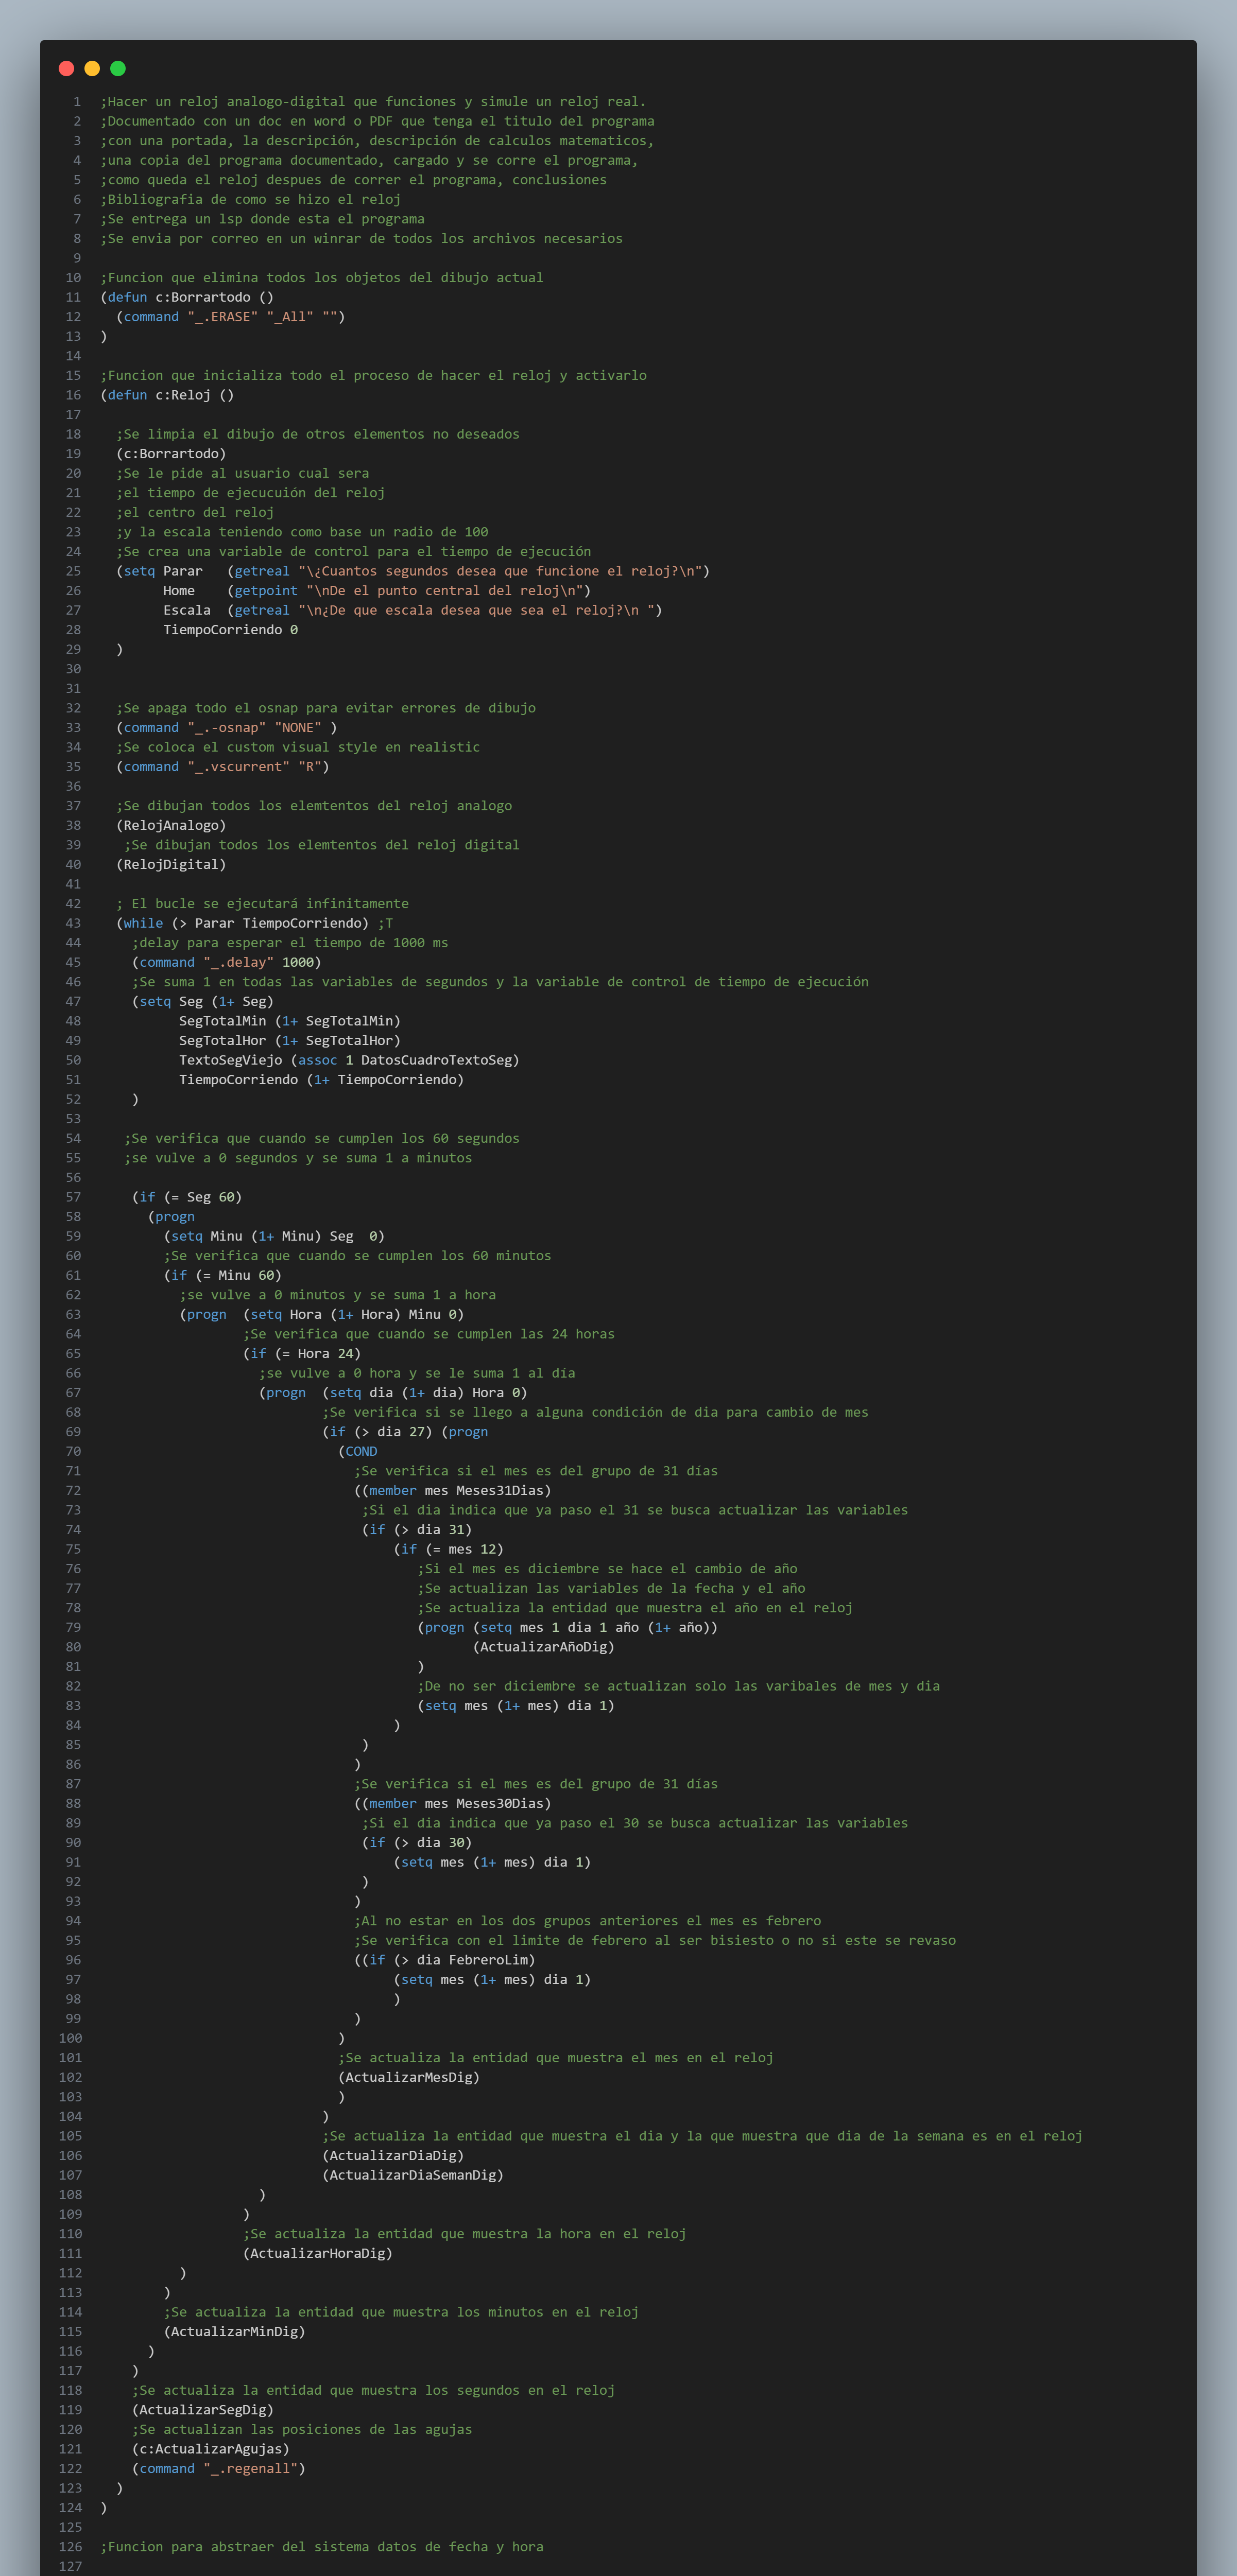 1 ;Hacer un reloj analogo-digital que funciones y simule un reloj real.
2 ;Documentado con un doc en word o PDF que tenga el titulo del programa
3 ;con una portada, la descripción, descripción de calculos matematicos,
4 ;una copia del programa documentado, cargado y se corre el programa,
5 ;como queda el reloj despues de correr el programa, conclusiones
6 ;Bibliografia de como se hizo el reloj
7 ;Se entrega un lsp donde esta el programa
8 ;Se envia por correo en un winrar de todos los archivos necesarios
9
10 ;Funcion que elimina todos los objetos del dibujo actual
11 (defun c:Borrartodo ()
12   (command "_.ERASE" "_All" "")
13 )
14
15 ;Funcion que inicializa todo el proceso de hacer el reloj y activarlo
16 (defun c:Reloj ()
17
18   ;Se limpia el dibujo de otros elementos no deseados
19   (c:Borrartodo)
20   ;Se le pide al usuario cual sera
21   ;el tiempo de ejecucuión del reloj
22   ;el centro del reloj
23   ;y la escala teniendo como base un radio de 100
24   ;Se crea una variable de control para el tiempo de ejecución
25   (setq Parar   (getreal "\¿Cuantos segundos desea que funcione el reloj?\n")
26         Home    (getpoint "\nDe el punto central del reloj\n")
27         Escala  (getreal "\n¿De que escala desea que sea el reloj?\n ")
28         TiempoCorriendo 0
29   )
30
31
32   ;Se apaga todo el osnap para evitar errores de dibujo
33   (command "_.-osnap" "NONE" )
34   ;Se coloca el custom visual style en realistic
35   (command "_.vscurrent" "R")
36
37   ;Se dibujan todos los elemtentos del reloj analogo
38   (RelojAnalogo)
39    ;Se dibujan todos los elemtentos del reloj digital
40   (RelojDigital)
41
42   ; El bucle se ejecutará infinitamente
43   (while (> Parar TiempoCorriendo) ;T
44     ;delay para esperar el tiempo de 1000 ms
45     (command "_.delay" 1000)
46     ;Se suma 1 en todas las variables de segundos y la variable de control de tiempo de ejecución
47     (setq Seg (1+ Seg)
48           SegTotalMin (1+ SegTotalMin)
49           SegTotalHor (1+ SegTotalHor)
50           TextoSegViejo (assoc 1 DatosCuadroTextoSeg)
51           TiempoCorriendo (1+ TiempoCorriendo)
52     )
53
54    ;Se verifica que cuando se cumplen los 60 segundos
55    ;se vulve a 0 segundos y se suma 1 a minutos
56
57     (if (= Seg 60)
58       (progn
59         (setq Minu (1+ Minu) Seg  0)
60         ;Se verifica que cuando se cumplen los 60 minutos
61         (if (= Minu 60)
62           ;se vulve a 0 minutos y se suma 1 a hora
63           (progn  (setq Hora (1+ Hora) Minu 0)
64                   ;Se verifica que cuando se cumplen las 24 horas
65                   (if (= Hora 24)
66                     ;se vulve a 0 hora y se le suma 1 al día
67                     (progn  (setq dia (1+ dia) Hora 0)
68                             ;Se verifica si se llego a alguna condición de dia para cambio de mes
69                             (if (> dia 27) (progn
70                               (COND
71                                 ;Se verifica si el mes es del grupo de 31 días
72                                 ((member mes Meses31Dias)
73                                  ;Si el dia indica que ya paso el 31 se busca actualizar las variables
74                                  (if (> dia 31)
75                                      (if (= mes 12)
76                                         ;Si el mes es diciembre se hace el cambio de año
77                                         ;Se actualizan las variables de la fecha y el año
78                                         ;Se actualiza la entidad que muestra el año en el reloj
79                                         (progn (setq mes 1 dia 1 año (1+ año))
80                                                (ActualizarAñoDig)
81                                         )
82                                         ;De no ser diciembre se actualizan solo las varibales de mes y dia
83                                         (setq mes (1+ mes) dia 1)
84                                      )
85                                  )
86                                 )
87                                 ;Se verifica si el mes es del grupo de 31 días
88                                 ((member mes Meses30Dias)
89                                  ;Si el dia indica que ya paso el 30 se busca actualizar las variables
90                                  (if (> dia 30)
91                                      (setq mes (1+ mes) dia 1)
92                                  )
93                                 )
94                                 ;Al no estar en los dos grupos anteriores el mes es febrero
95                                 ;Se verifica con el limite de febrero al ser bisiesto o no si este se revaso
96                                 ((if (> dia FebreroLim)
97                                      (setq mes (1+ mes) dia 1)
98                                      )
99                                 )
100                               )
101                               ;Se actualiza la entidad que muestra el mes en el reloj
102                               (ActualizarMesDig)
103                               )
104                             )
105                             ;Se actualiza la entidad que muestra el dia y la que muestra que dia de la semana es en el reloj
106                             (ActualizarDiaDig)
107                             (ActualizarDiaSemanDig)
108                     )
109                   )
110                   ;Se actualiza la entidad que muestra la hora en el reloj
111                   (ActualizarHoraDig)
112           )
113         )
114         ;Se actualiza la entidad que muestra los minutos en el reloj
115         (ActualizarMinDig)
116       )
117     )
118     ;Se actualiza la entidad que muestra los segundos en el reloj
119     (ActualizarSegDig)
120     ;Se actualizan las posiciones de las agujas
121     (c:ActualizarAgujas)
122     (command "_.regenall")
123   )
124 )
125
126 ;Funcion para abstraer del sistema datos de fecha y hora
127